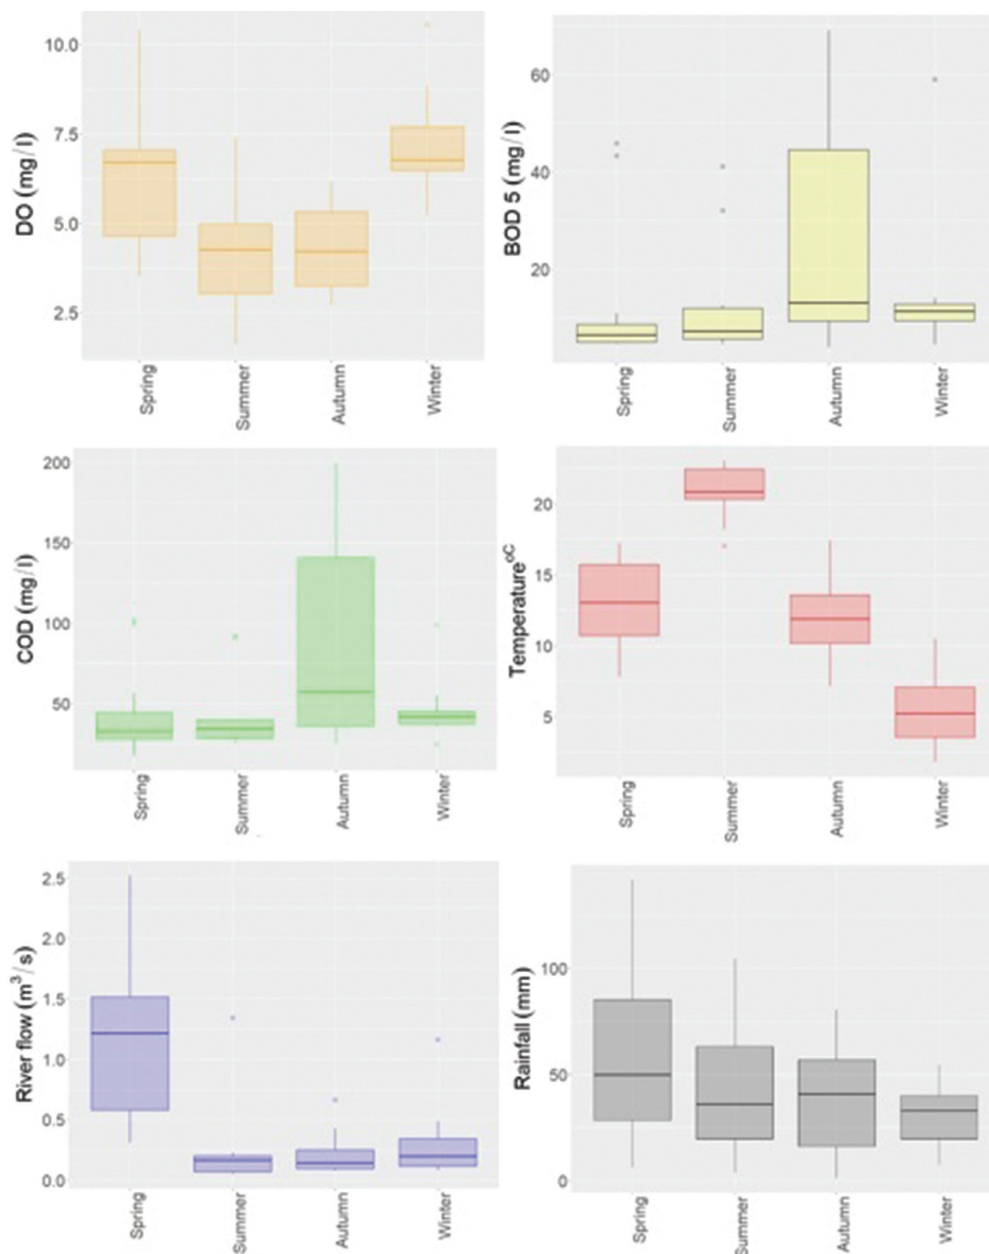 DO (mg/l)
10.0
7.5
5.0
2.5
Spring
Summer
Autumn
Winter
BOD 5 (mg/l)
60
40
20
Spring
Summer
Autumn
Winter
COD (mg/l)
200
150
100
50
Spring
Summer
Autumn
Winter
Temperature°C
20
15
10
5
Spring
Summer
Autumn
Winter
River flow (m³/s)
2.5
2.0
1.5
1.0
0.5
0.0
Spring
Summer
Autumn
Winter
Rainfall (mm)
100
50
0
Spring
Summer
Autumn
Winter